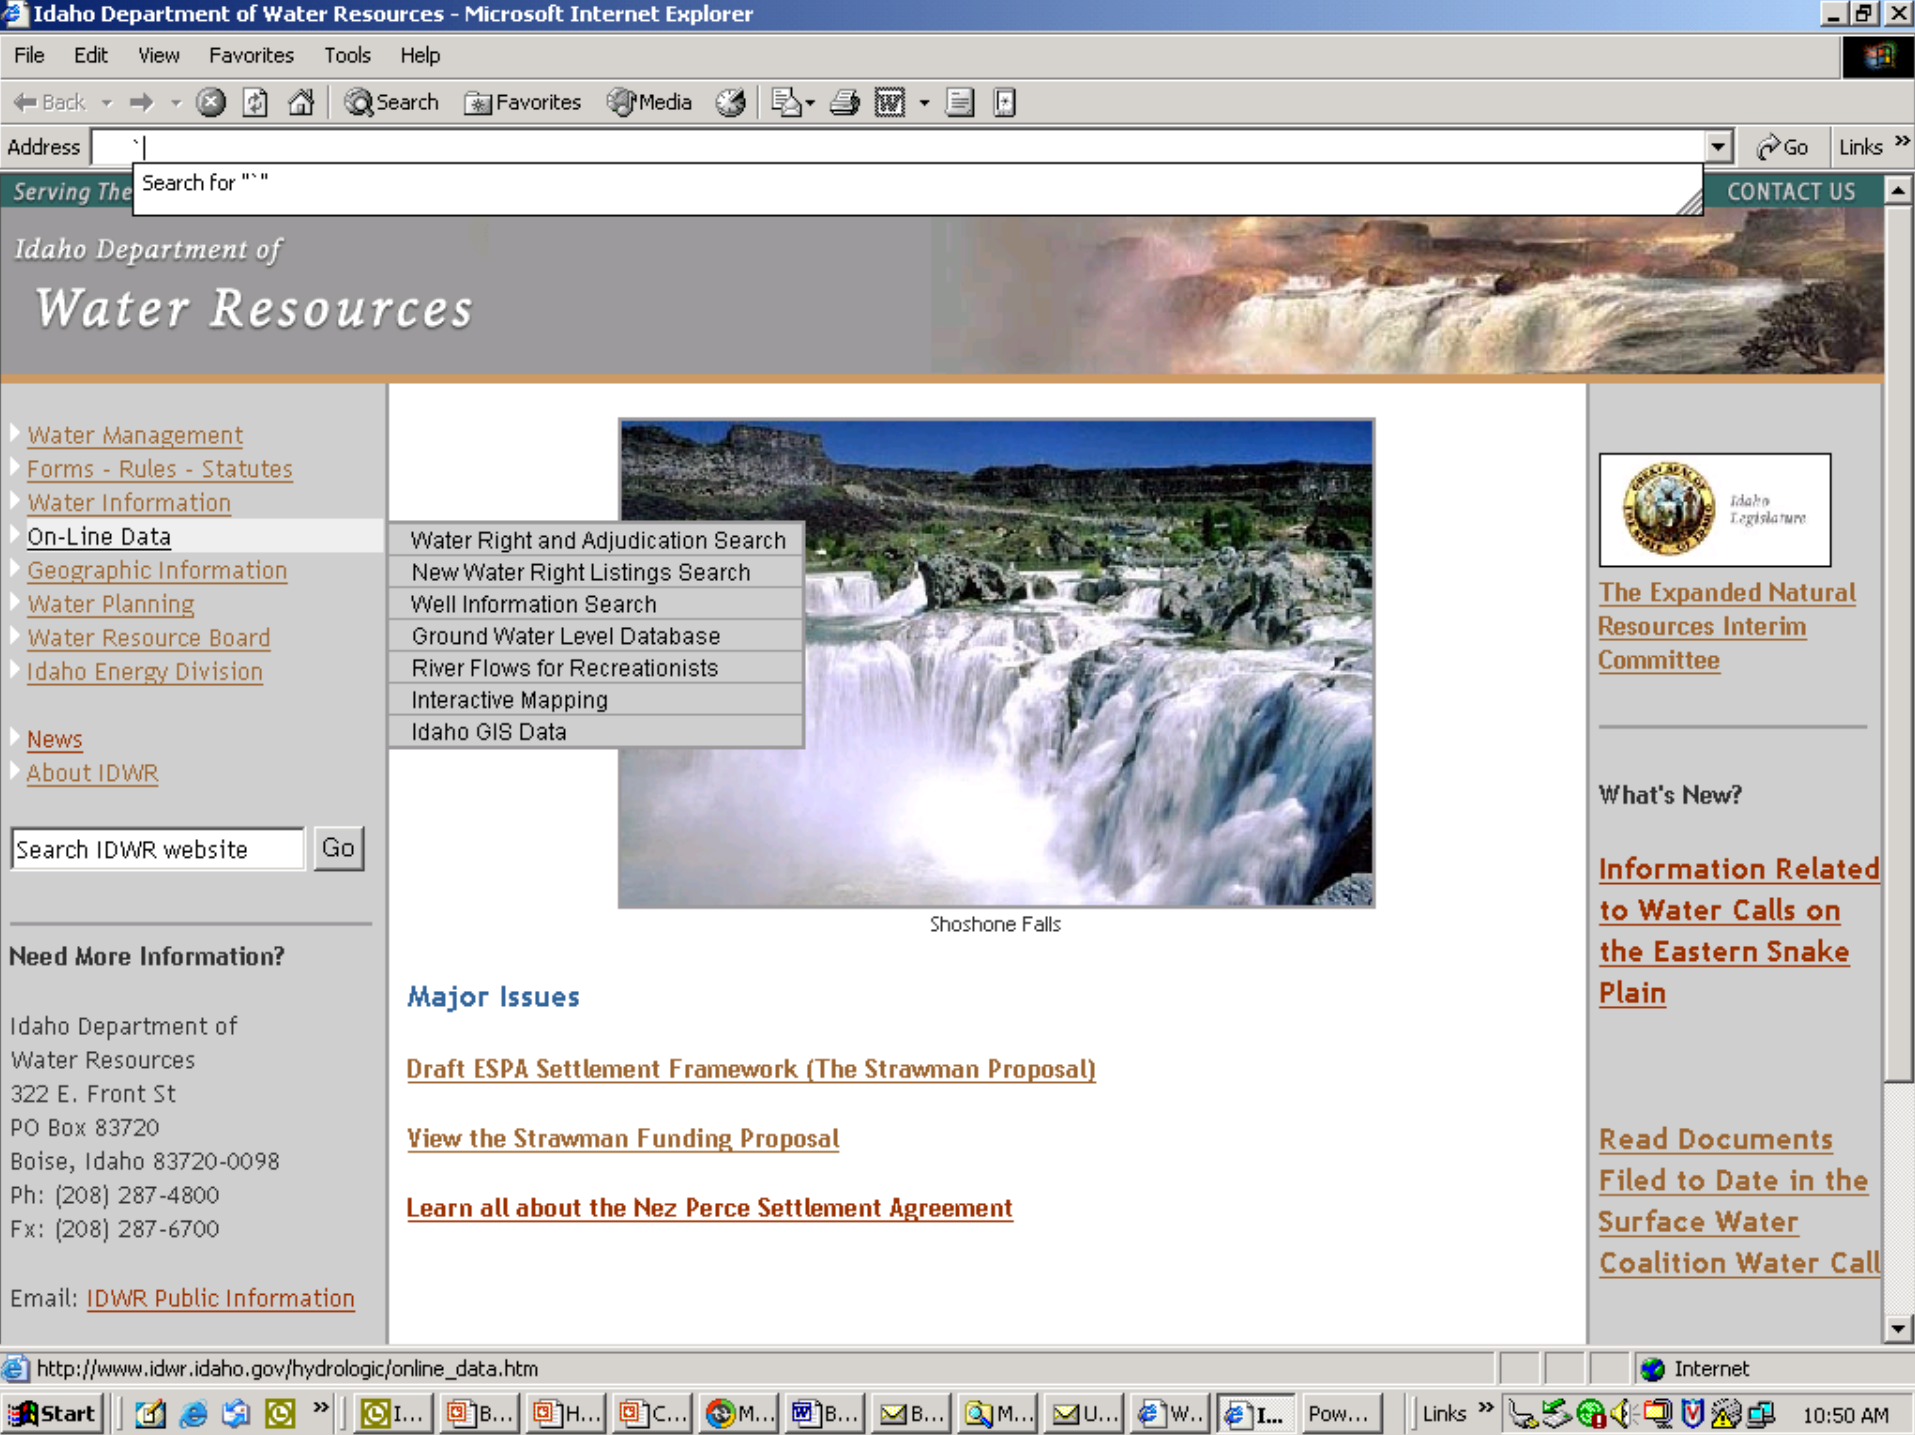 Idaho Department of Water Resources - Microsoft Internet Explorer
File Edit View Favorites Tools Help
Back Search Favorites Media
Address ` Go Links »
Search for "`"
Serving The
CONTACT US
Idaho Department of
Water Resources
Water Management
Forms - Rules - Statutes
Water Information
On-Line Data
Geographic Information
Water Planning
Water Resource Board
Idaho Energy Division
News
About IDWR
Search IDWR website Go
Need More Information?
Idaho Department of
Water Resources
322 E. Front St
PO Box 83720
Boise, Idaho 83720-0098
Ph: (208) 287-4800
Fx: (208) 287-6700
Email: IDWR Public Information
Water Right and Adjudication Search
New Water Right Listings Search
Well Information Search
Ground Water Level Database
River Flows for Recreationists
Interactive Mapping
Idaho GIS Data
Shoshone Falls
Major Issues
Draft ESPA Settlement Framework (The Strawman Proposal)
View the Strawman Funding Proposal
Learn all about the Nez Perce Settlement Agreement
Idaho
Legislature
The Expanded Natural
Resources Interim
Committee
What's New?
Information Related
to Water Calls on
the Eastern Snake
Plain
Read Documents
Filed to Date in the
Surface Water
Coalition Water Call
http://www.idwr.idaho.gov/hydrologic/online_data.htm
Internet
Start » I... B... H... C... M... B... B... M... U... W... I... Pow... Links » 10:50 AM